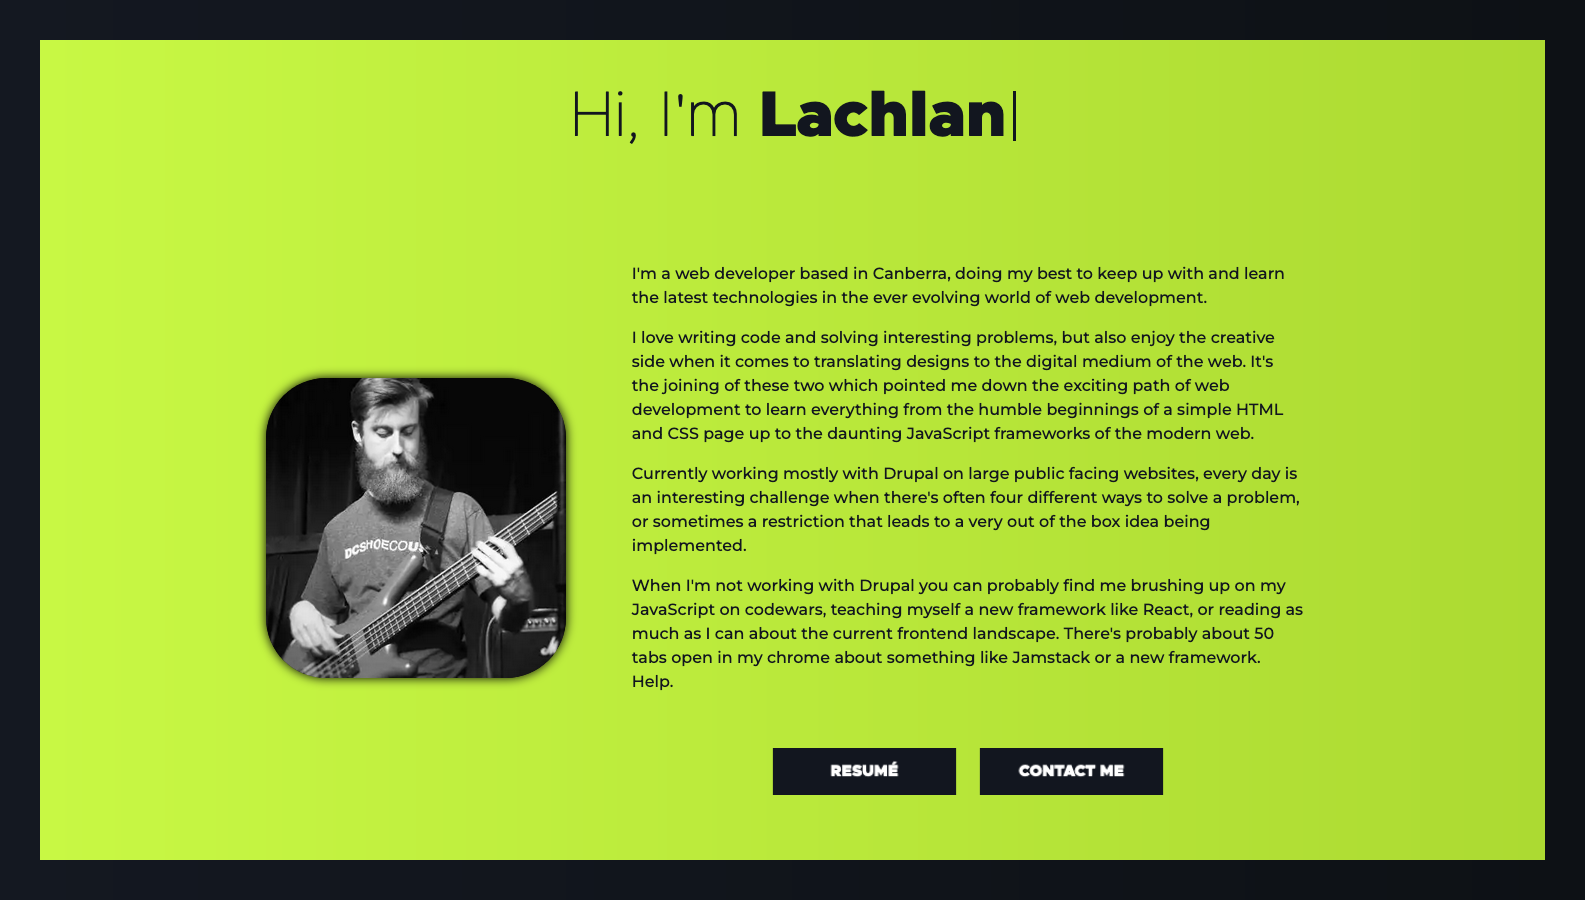 Hi, I'm Lachlan|
I'm a web developer based in Canberra, doing my best to keep up with and learn
the latest technologies in the ever evolving world of web development.
I love writing code and solving interesting problems, but also enjoy the creative
side when it comes to translating designs to the digital medium of the web. It's
the joining of these two which pointed me down the exciting path of web
development to learn everything from the humble beginnings of a simple HTML
and CSS page up to the daunting JavaScript frameworks of the modern web.
Currently working mostly with Drupal on large public facing websites, every day is
an interesting challenge when there's often four different ways to solve a problem,
or sometimes a restriction that leads to a very out of the box idea being
implemented.
When I'm not working with Drupal you can probably find me brushing up on my
JavaScript on codewars, teaching myself a new framework like React, or reading as
much as I can about the current frontend landscape. There's probably about 50
tabs open in my chrome about something like Jamstack or a new framework.
Help.
DCSHOECOU
RESUMÉ
CONTACT ME